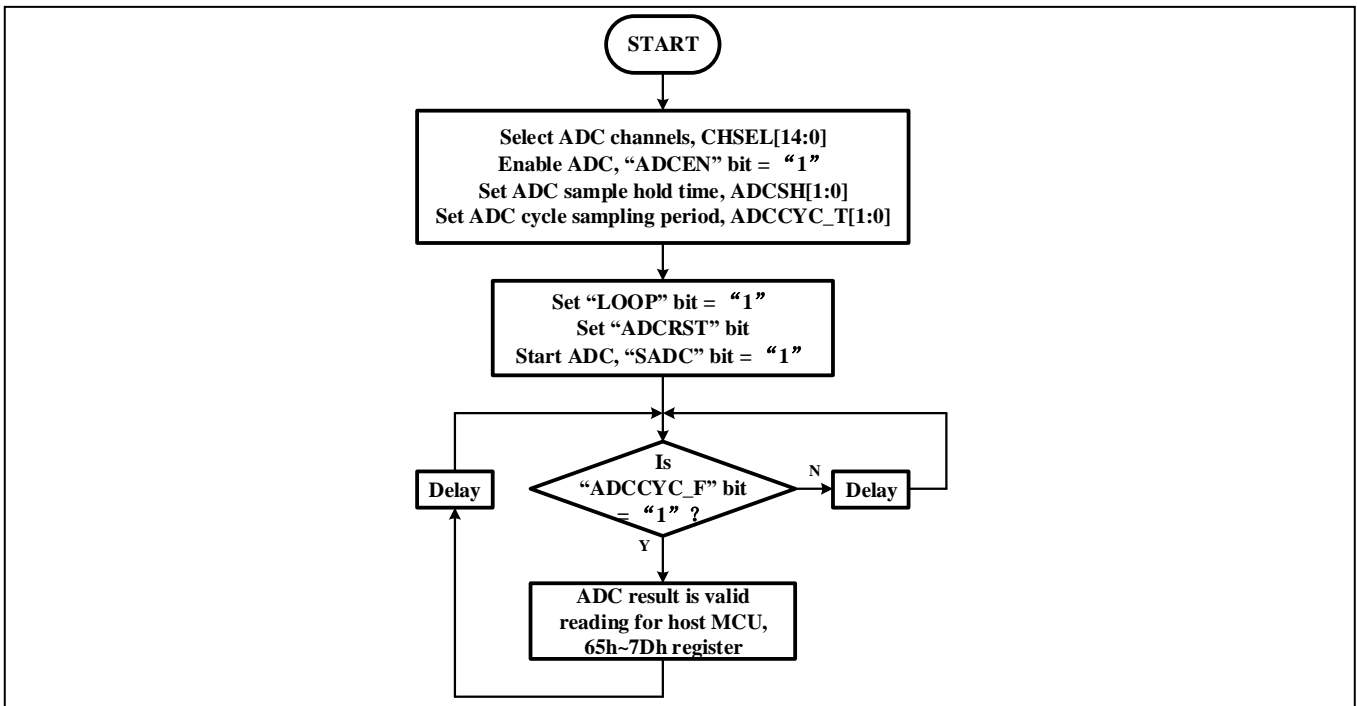 START
Select ADC channels, CHSEL[14:0]
Enable ADC, “ADCEN” bit = “1”
Set ADC sample hold time, ADCSH[1:0]
Set ADC cycle sampling period, ADCCYC_T[1:0]
Set “LOOP” bit = “1”
Set “ADCRST” bit
Start ADC, “SADC” bit = “1”
Is
“ADCCYC_F” bit
= “1” ?
N
Delay
Delay
Y
ADC result is valid
reading for host MCU,
65h~7Dh register